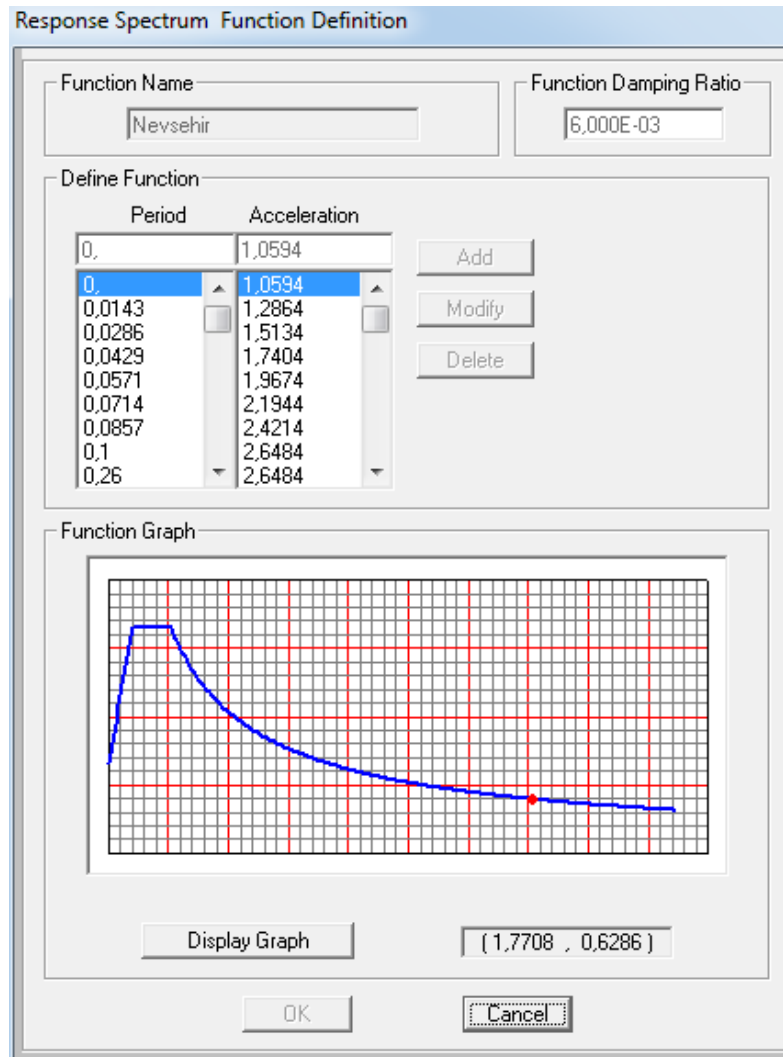 Response Spectrum Function Definition
Function Name
Function Damping Ratio
Nevsehir
6,000E-03
Define Function
Period Acceleration
0, 1,0594
Add
0, 1,0594
0,0143 1,2864
Modify
0,0286 1,5134
0,0429 1,7404
Delete
0,0571 1,9674
0,0714 2,1944
0,0857 2,4214
0,1 2,6484
0,26 2,6484
Function Graph
Display Graph
( 1,7708 , 0,6286 )
OK
Cancel